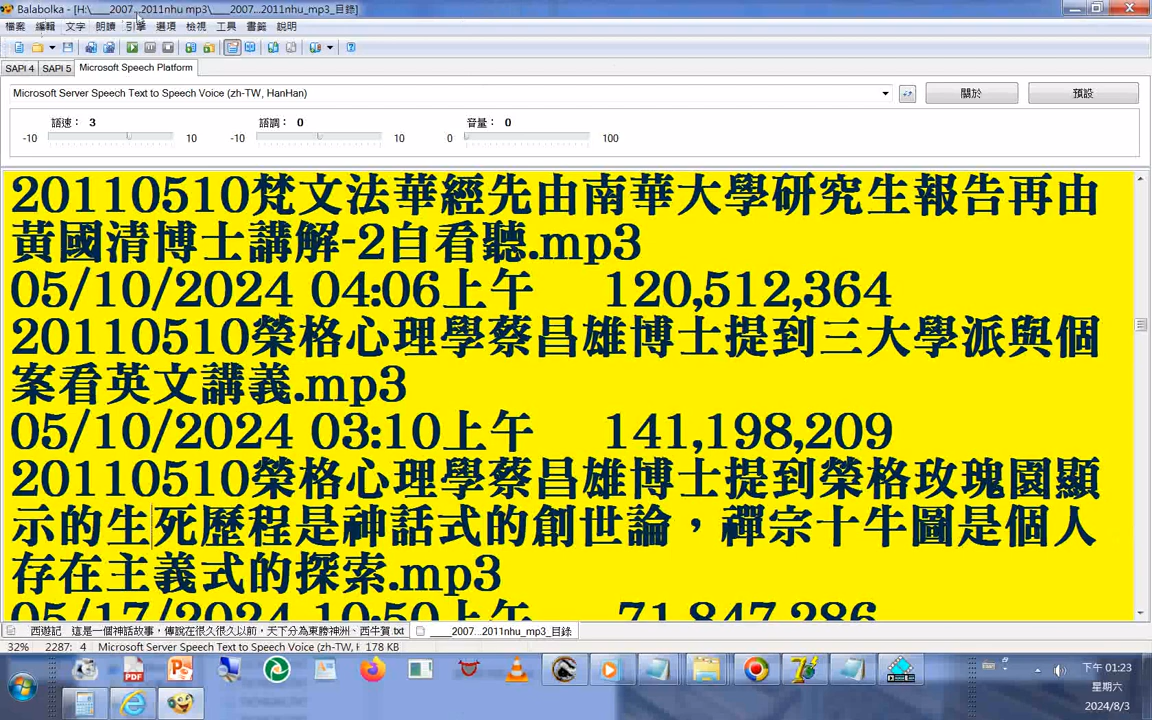 Balabolka - [H:\____2007...2011nhu mp3\____2007...2011nhu_mp3_目錄]
檔案 編輯 文字 朗讀 引擎 選項 檢視 工具 書籤 說明
SAPI 4 SAPI 5 Microsoft Speech Platform
Microsoft Server Speech Text to Speech Voice (zh-TW, HanHan)
關於 預設
語速： 3 語調： 0 音量： 0
-10 10 -10 10 0 100
20110510梵文法華經先由南華大學研究生報告再由
黃國清博士講解-2自看聽.mp3
05/10/2024 04:06上午 120,512,364
20110510榮格心理學蔡昌雄博士提到三大學派與個
案看英文講義.mp3
05/10/2024 03:10上午 141,198,209
20110510榮格心理學蔡昌雄博士提到榮格玫瑰園顯
示的生死歷程是神話式的創世論，禪宗十牛圖是個人
存在主義式的探索.mp3
05/17/2024 10:50上午 71,847,286
西遊記 這是一個神話故事，傳說在很久很久以前，天下分為東勝神洲、西牛賀.txt
____2007...2011nhu_mp3_目錄
32% 2287: 4 Microsoft Server Speech Text to Speech Voice (zh-TW, H 178 KB
下午 01:23
星期六
2024/8/3